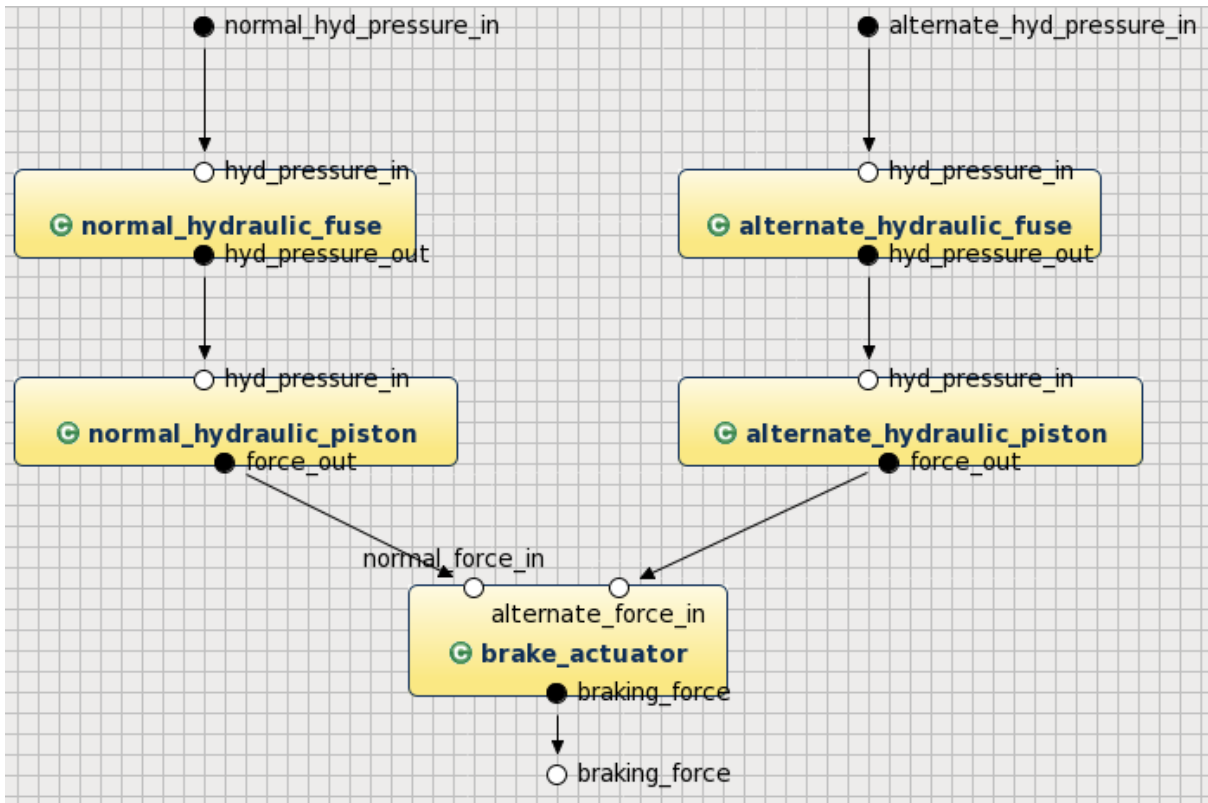 normal_hyd_pressure_in
alternate_hyd_pressure_in
hyd_pressure_in
hyd_pressure_in
C normal_hydraulic_fuse
C alternate_hydraulic_fuse
hyd_pressure_out
hyd_pressure_out
hyd_pressure_in
hyd_pressure_in
C normal_hydraulic_piston
C alternate_hydraulic_piston
force_out
force_out
normal_force_in
alternate_force_in
C brake_actuator
braking_force
braking_force